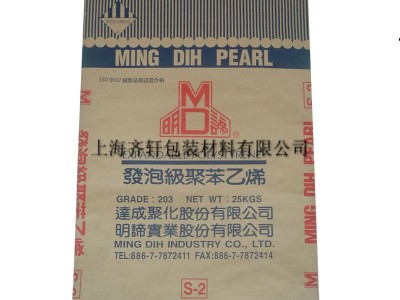 MING DIH PEARL
MD
明諦
®
上海齐轩包装材料有限公司
發泡級聚苯乙烯
GRADE : 203 NET WT : 25KGS
達成聚化股份有限公司
明諦實業股份有限公司
MING DIH INDUSTRY CO., LTD.
TEL:886-7-7872411 FAX:886-7-7872414
S-2
S-2
MING DIH PEARL